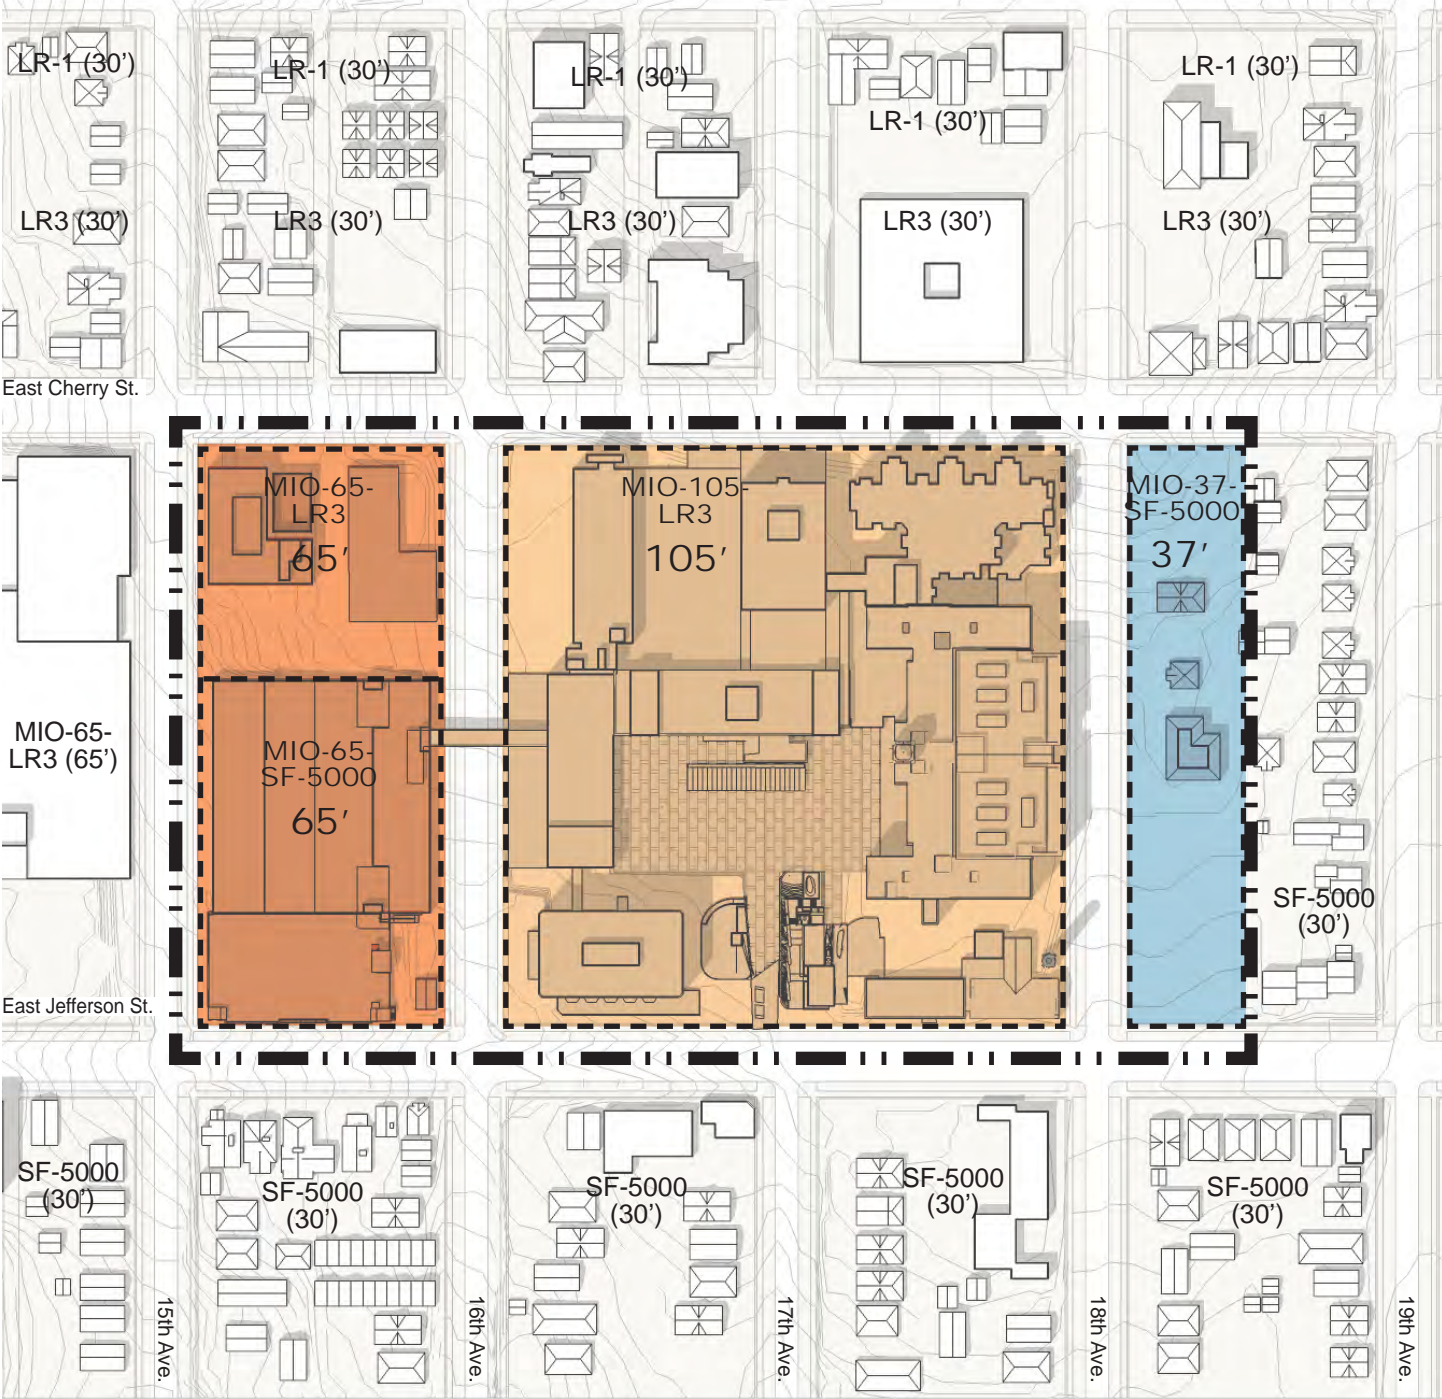 LR-1 (30')
LR-1 (30')
LR-1 (30')
LR-1 (30')
LR-1 (30')
LR3 (30')
LR3 (30')
LR3 (30')
LR3 (30')
LR3 (30')
East Cherry St.
MIO-65-
LR3
65'
MIO-105-
LR3
105'
MIO-37-
SF-5000
37'
MIO-65-
LR3 (65')
MIO-65-
SF-5000
65'
SF-5000
(30')
East Jefferson St.
SF-5000
(30')
SF-5000
(30')
SF-5000
(30')
SF-5000
(30')
SF-5000
(30')
15th Ave.
16th Ave.
17th Ave.
18th Ave.
19th Ave.